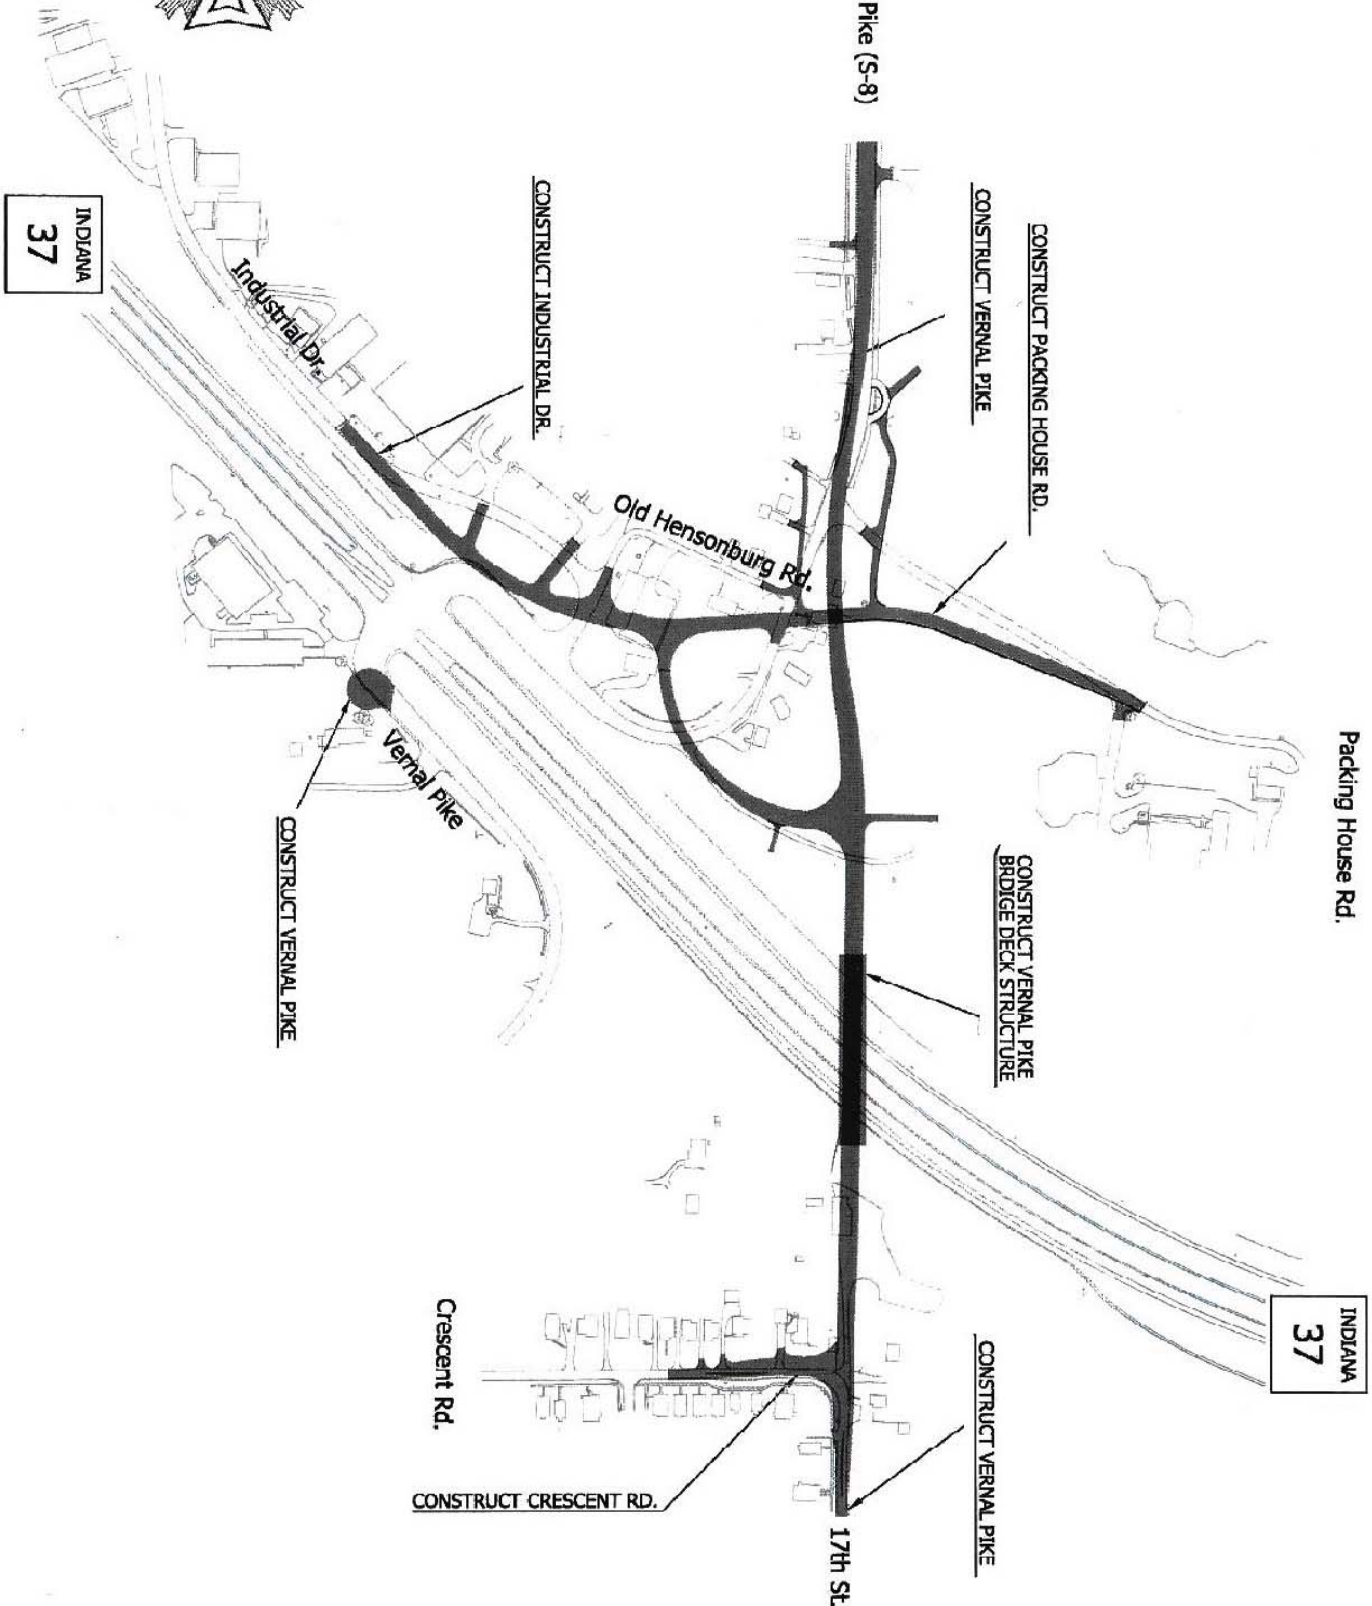 Pike (S-8)
CONSTRUCT VERNAL PIKE
CONSTRUCT PACKING HOUSE RD.
Packing House Rd.
CONSTRUCT INDUSTRIAL DR.
Industrial Dr.
INDIANA
37
Old Hensonburg Rd.
Vernal Pike
CONSTRUCT VERNAL PIKE
CONSTRUCT VERNAL PIKE
BRDIGE DECK STRUCTURE
INDIANA
37
Crescent Rd.
CONSTRUCT CRESCENT RD.
CONSTRUCT VERNAL PIKE
17th St.